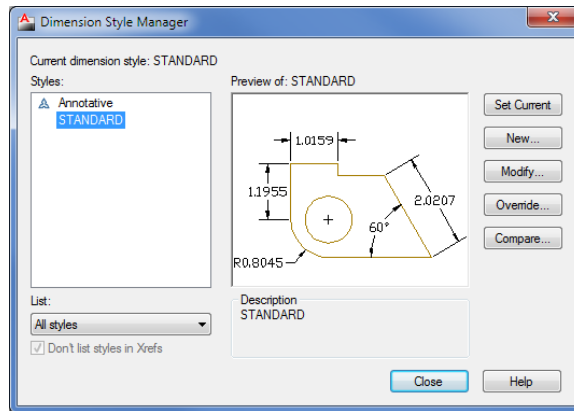 Dimension Style Manager
Current dimension style: STANDARD
Styles:
Annotative
STANDARD
Preview of: STANDARD
1.0159
1.1955
2.0207
60°
R0.8045
Set Current
New...
Modify...
Override...
Compare...
List:
All styles
Don't list styles in Xrefs
Description
STANDARD
Close
Help